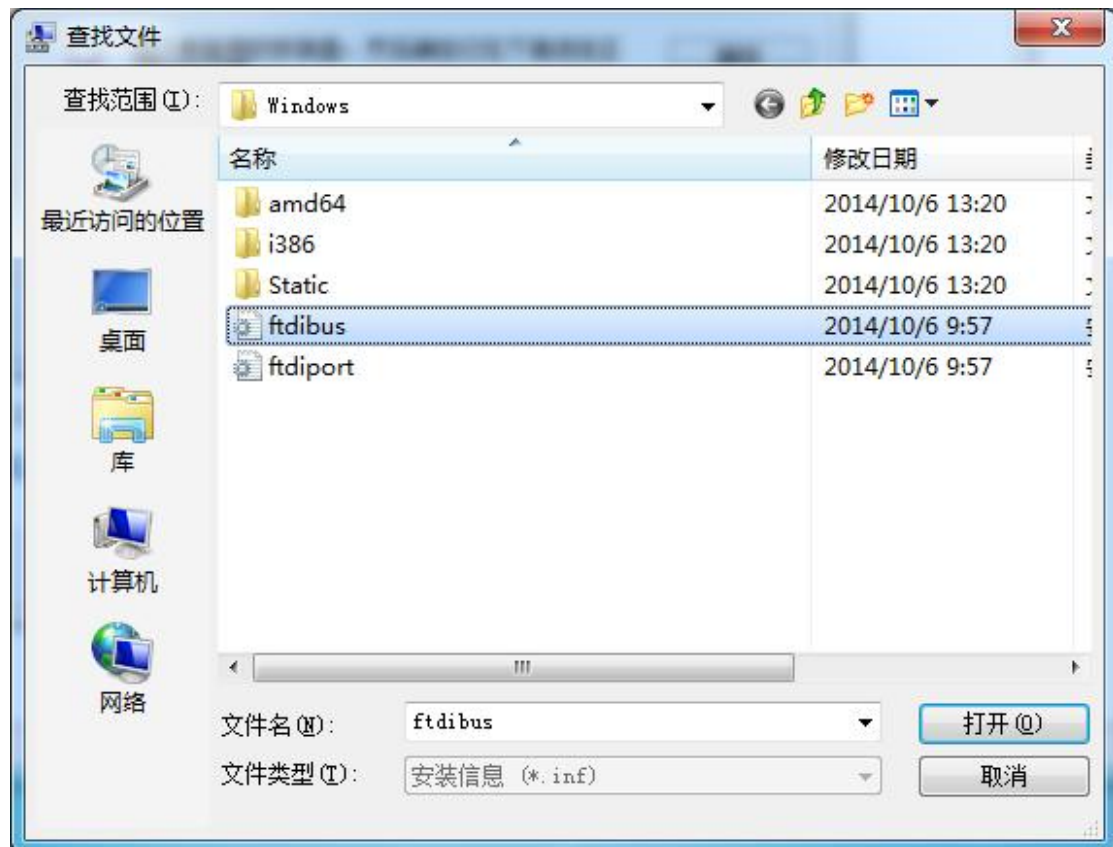 查找文件
查找范围(I):
Windows
名称
修改日期
最近访问的位置
amd64
2014/10/6 13:20
i386
2014/10/6 13:20
Static
2014/10/6 13:20
桌面
ftdibus
2014/10/6 9:57
ftdiport
2014/10/6 9:57
库
计算机
网络
文件名(N):
ftdibus
打开(O)
文件类型(T):
安装信息 (*.inf)
取消